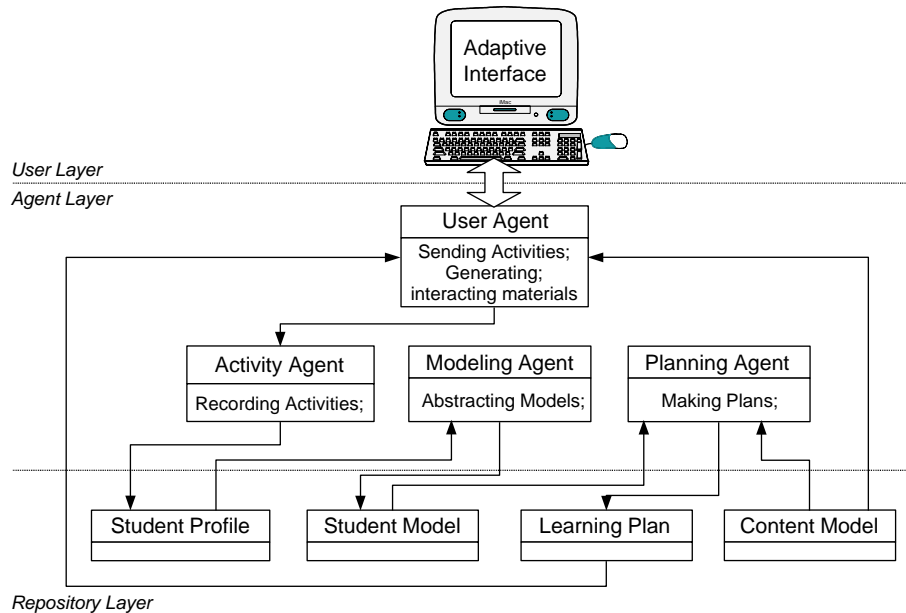 Adaptive
Interface
iMac
User Layer
Agent Layer
User Agent
Sending Activities;
Generating;
interacting materials
Activity Agent
Recording Activities;
Modeling Agent
Abstracting Models;
Planning Agent
Making Plans;
Student Profile
Student Model
Learning Plan
Content Model
Repository Layer